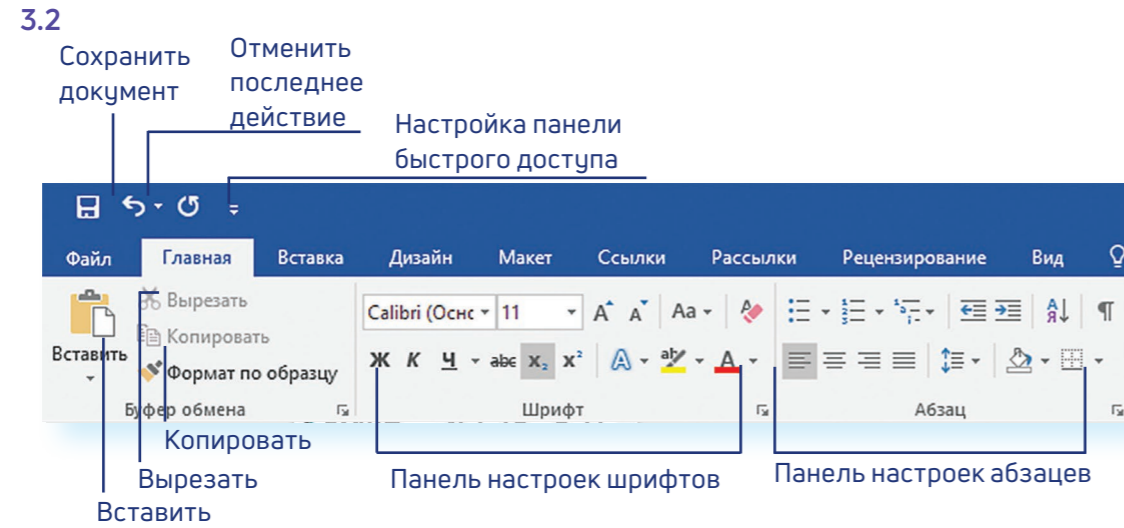 3.2
Сохранить
документ
Отменить
последнее
действие
Настройка панели
быстрого доступа
Файл Главная Вставка Дизайн Макет Ссылки Рассылки Рецензирование Вид
Вставить
Вырезать
Копировать
Формат по образцу
Calibri (Оснс 11 Aa
Ж К Ч abc X₂ X² A aby A
Буфер обмена Шрифт Абзац
Копировать
Вырезать
Вставить
Панель настроек шрифтов
Панель настроек абзацев